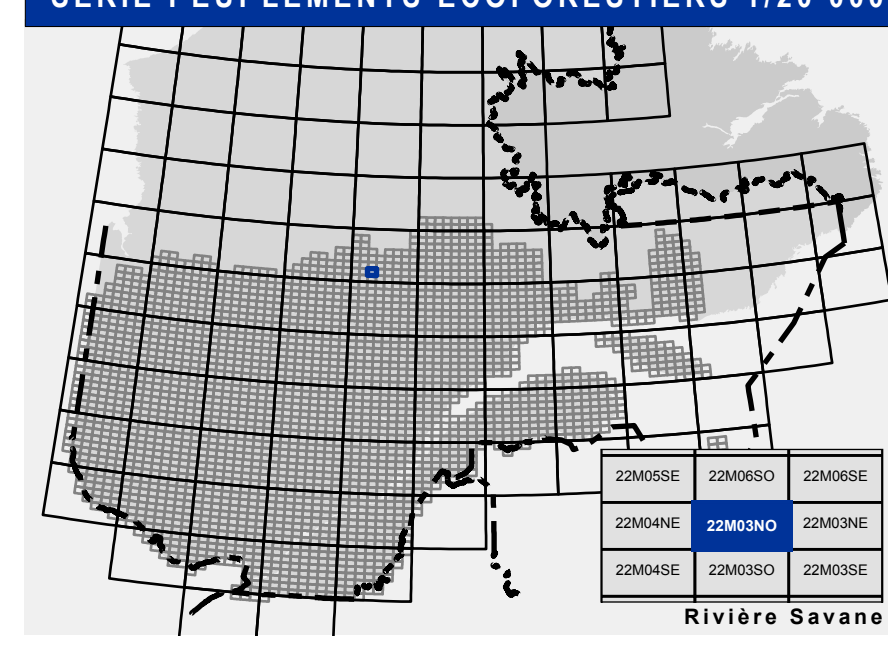 SÉRIE PEUPLEMENTS ÉCOFORESTIERS 1/20 000
22M05SE 22M06SO 22M06SE
22M04NE 22M03NO 22M03NE
22M04SE 22M03SO 22M03SE
Rivière Savane